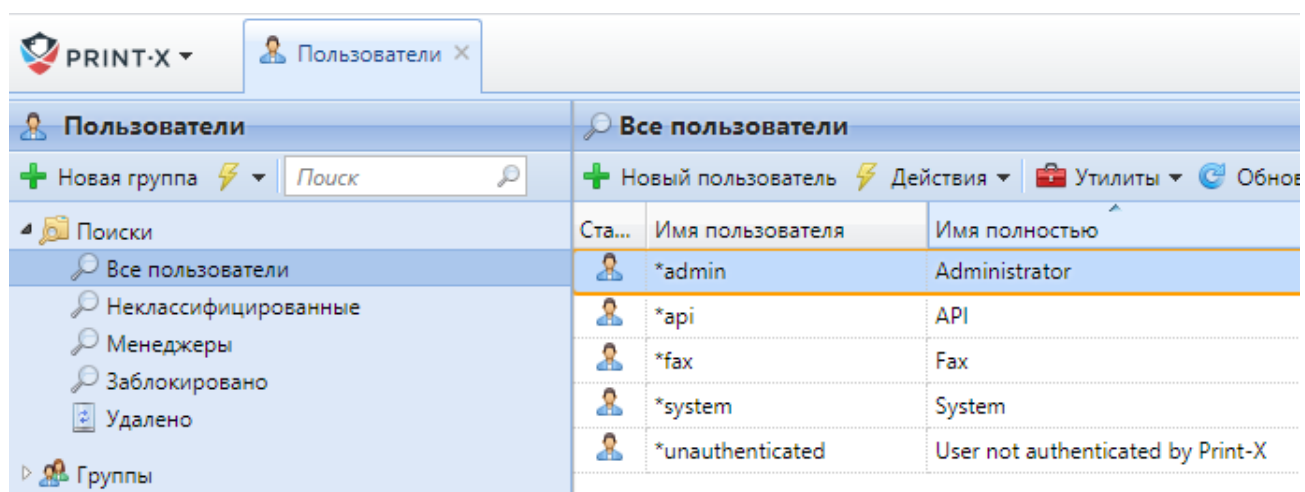 PRINT·X Пользователи
Пользователи
Новая группа Поиск
Поиски
Все пользователи
Неклассифицированные
Менеджеры
Заблокировано
Удалено
Группы
Все пользователи
Новый пользователь Действия Утилиты Обнов
Ста... Имя пользователя Имя полностью
*admin Administrator
*api API
*fax Fax
*system System
*unauthenticated User not authenticated by Print-X